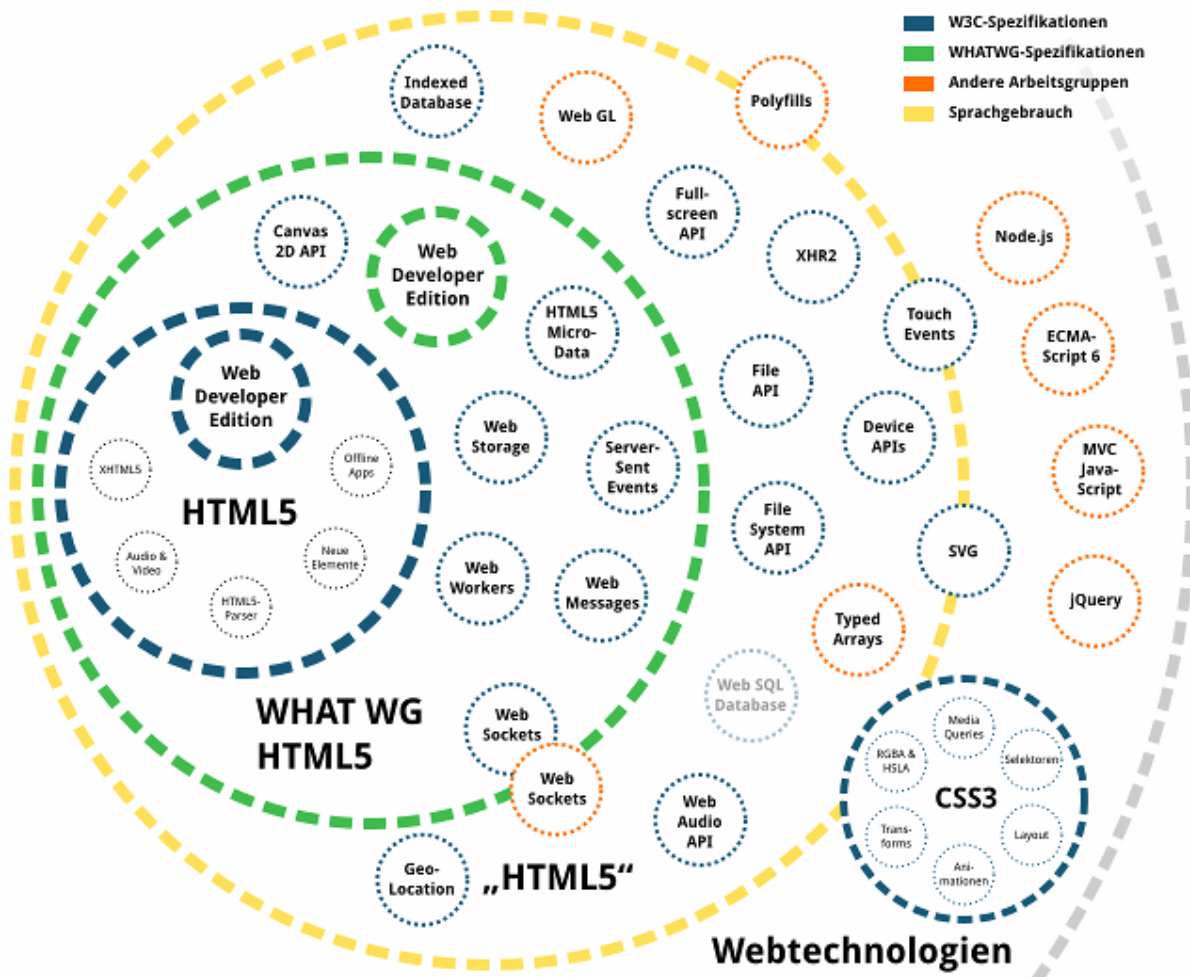 W3C-Spezifikationen
WHATWG-Spezifikationen
Andere Arbeitsgruppen
Sprachgebrauch
Indexed
Database
Web GL
Polyfills
Full-
screen
API
XHR2
Node.js
Canvas
2D API
Web
Developer
Edition
HTML5
Micro-
Data
Touch
Events
ECMA-
Script 6
Web
Developer
Edition
File
API
Web
Storage
Server-
Sent
Events
Device
APIs
MVC
Java-
Script
XHTML5
Offline
Apps
HTML5
File
System
API
SVG
Audio &
Video
Neue
Elemente
HTML5-
Parser
Web
Workers
Web
Messages
Typed
Arrays
jQuery
WHAT WG
HTML5
Web
Sockets
Web
Sockets
Web SQL
Database
Web
Audio
API
Media
Queries
RGBA &
HSLA
Selektoren
CSS3
Trans-
forms
Layout
Ani-
mationen
Geo-
Location
„HTML5“
Webtechnologien